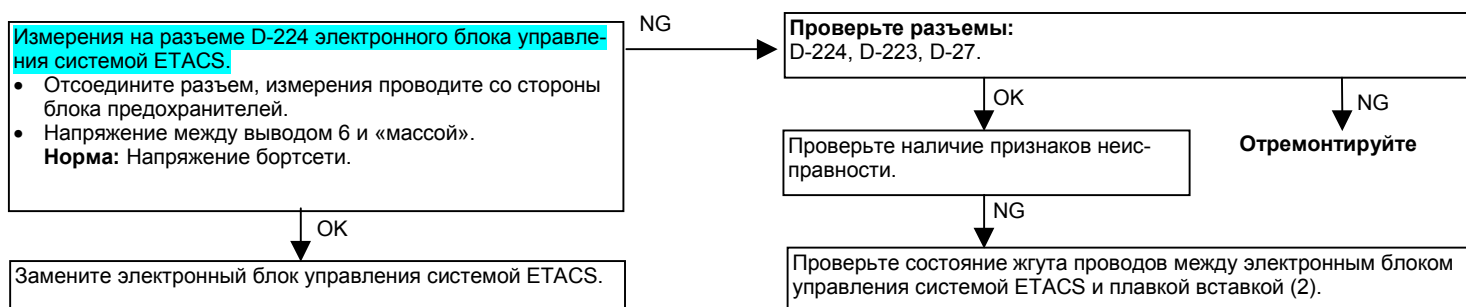 Измерения на разъеме D-224 электронного блока управле-
ния системой ETACS.
• Отсоедините разъем, измерения проводите со стороны
блока предохранителей.
• Напряжение между выводом 6 и «массой».
Норма: Напряжение бортсети.
NG
Проверьте разъемы:
D-224, D-223, D-27.
OK
NG
Проверьте наличие признаков неис-
правности.
Отремонтируйте
OK
NG
Замените электронный блок управления системой ETACS.
Проверьте состояние жгута проводов между электронным блоком
управления системой ETACS и плавкой вставкой (2).